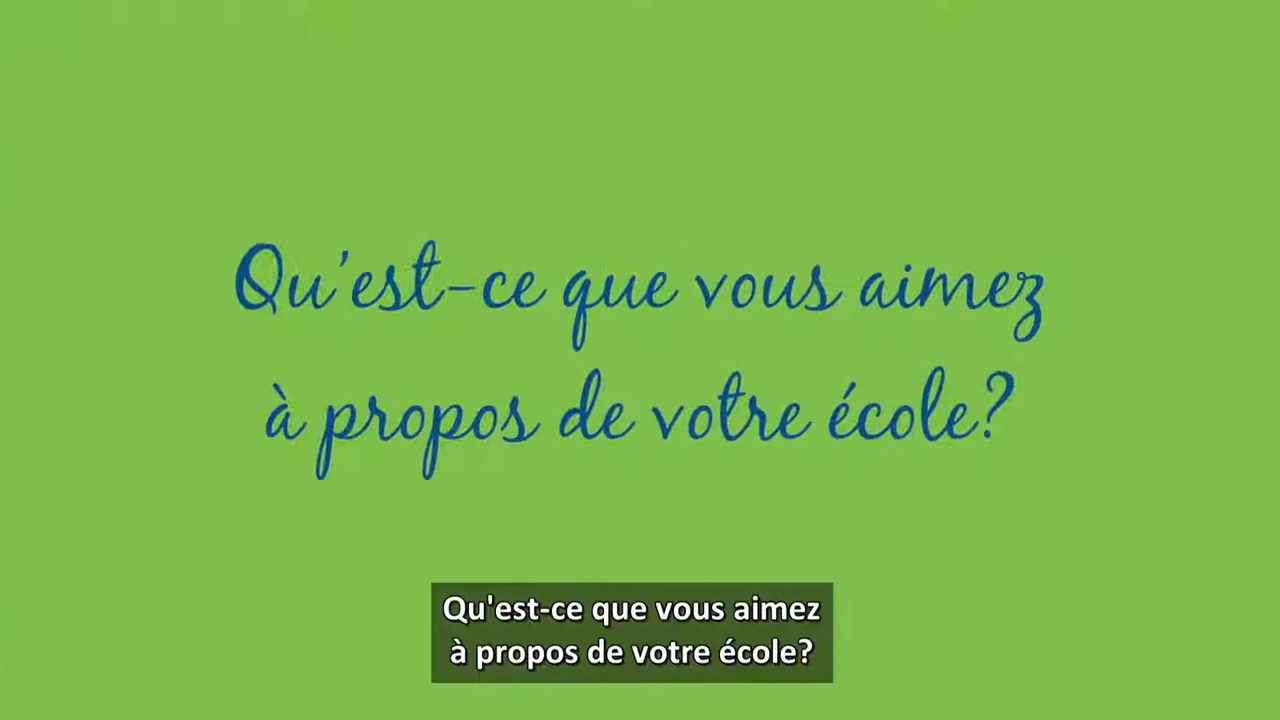 Qu’est-ce que vous aimez
à propos de votre école?
Qu'est-ce que vous aimez
à propos de votre école?